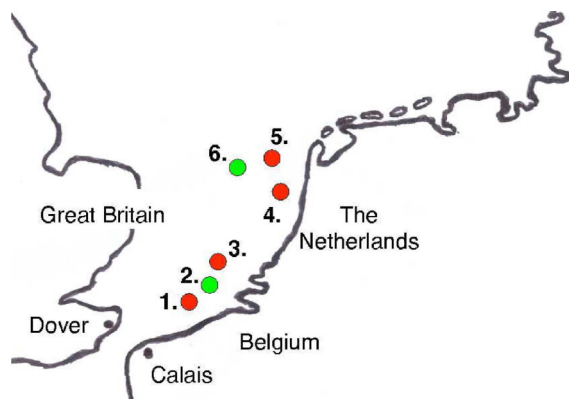 5.
6.
Great Britain
4.
The
Netherlands
3.
2.
1.
Dover
Belgium
Calais